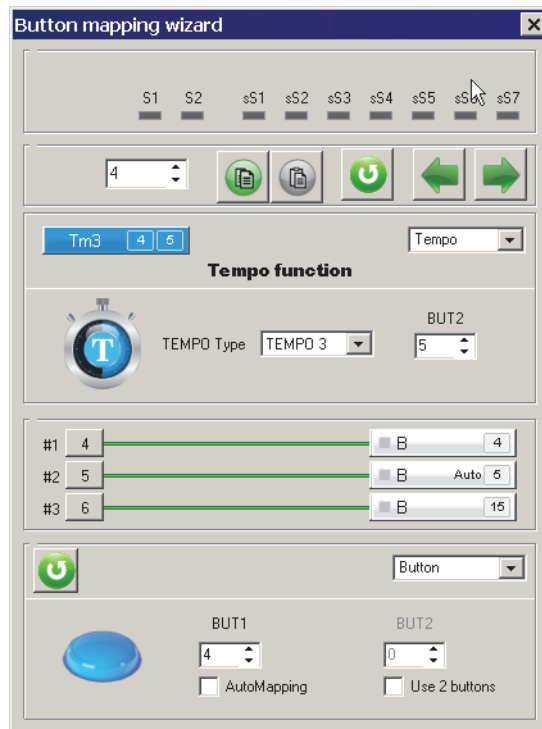 Button mapping wizard
S1 S2 sS1 sS2 sS3 sS4 sS5 sS6 sS7
4
Tm3 4 5 Tempo
Tempo function
BUT2
T TEMPO Type TEMPO 3 5
#1 4 B 4
#2 5 B Auto 5
#3 6 B 15
Button
BUT1 BUT2
4 0
AutoMapping Use 2 buttons